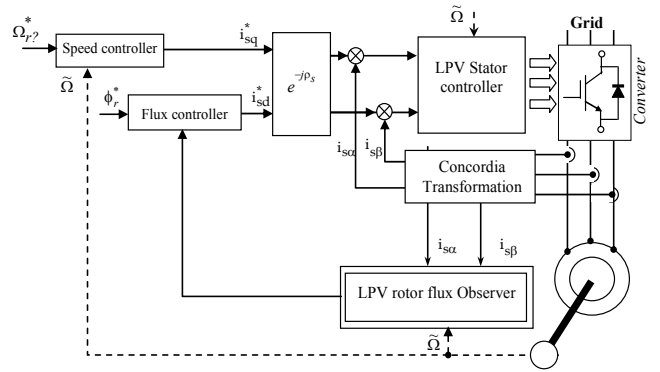 Grid
Ω*r?
Speed controller
i*sq
Ω̃
LPV Stator
controller
Converter
e^−jρs
Ω̃
ϕ*r
Flux controller
i*sd
isα
isβ
Concordia
Transformation
isα
isβ
LPV rotor flux Observer
Ω̃